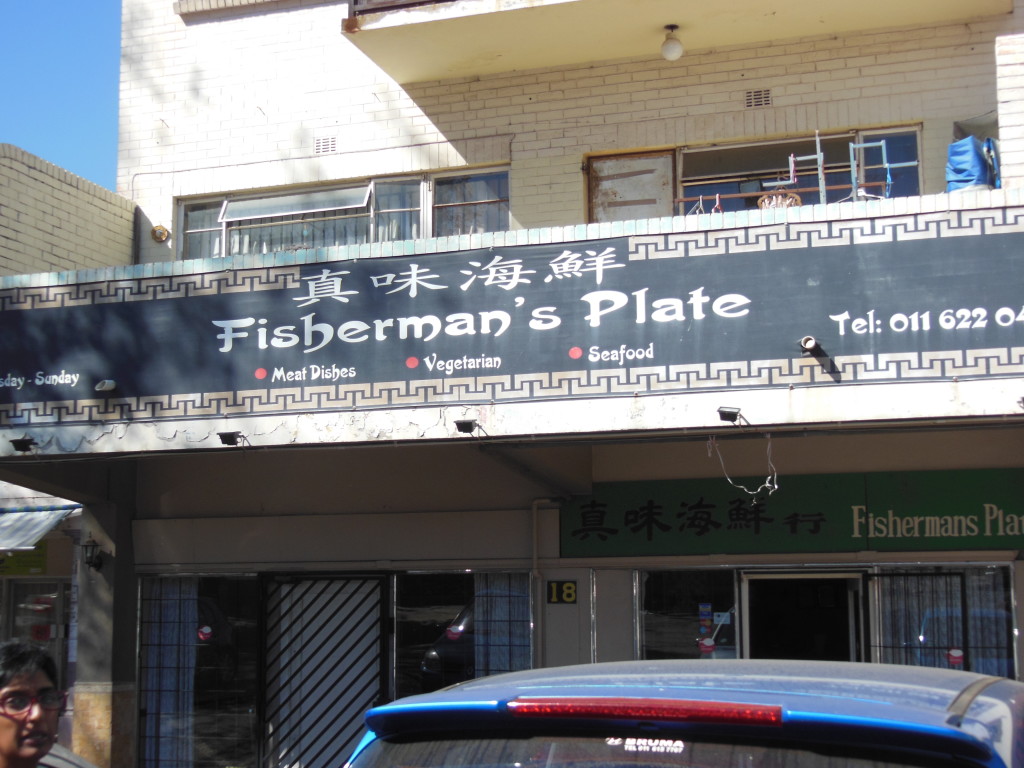 真味海鮮
Fisherman's Plate
Tel: 011 622 04
sday - Sunday
Meat Dishes
Vegetarian
Seafood
真味海鮮行
Fishermans Pla
18
BRUMA